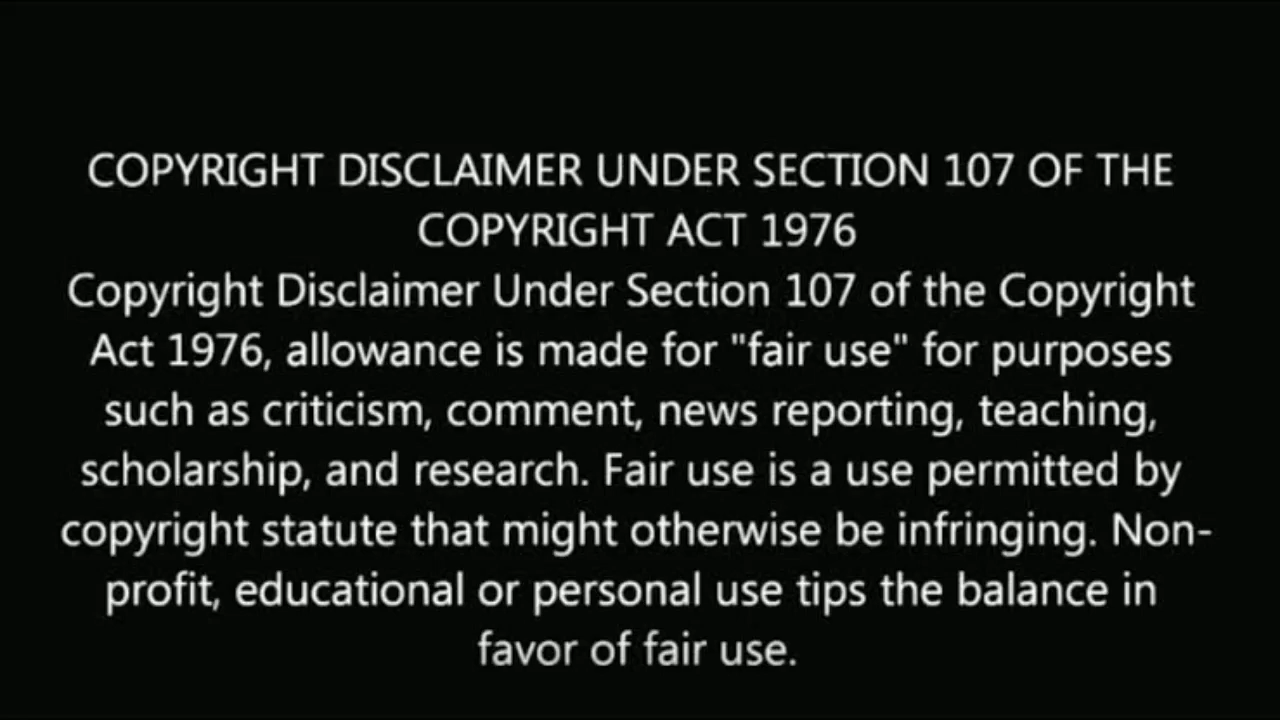 COPYRIGHT DISCLAIMER UNDER SECTION 107 OF THE
COPYRIGHT ACT 1976
Copyright Disclaimer Under Section 107 of the Copyright
Act 1976, allowance is made for "fair use" for purposes
such as criticism, comment, news reporting, teaching,
scholarship, and research. Fair use is a use permitted by
copyright statute that might otherwise be infringing. Non-
profit, educational or personal use tips the balance in
favor of fair use.